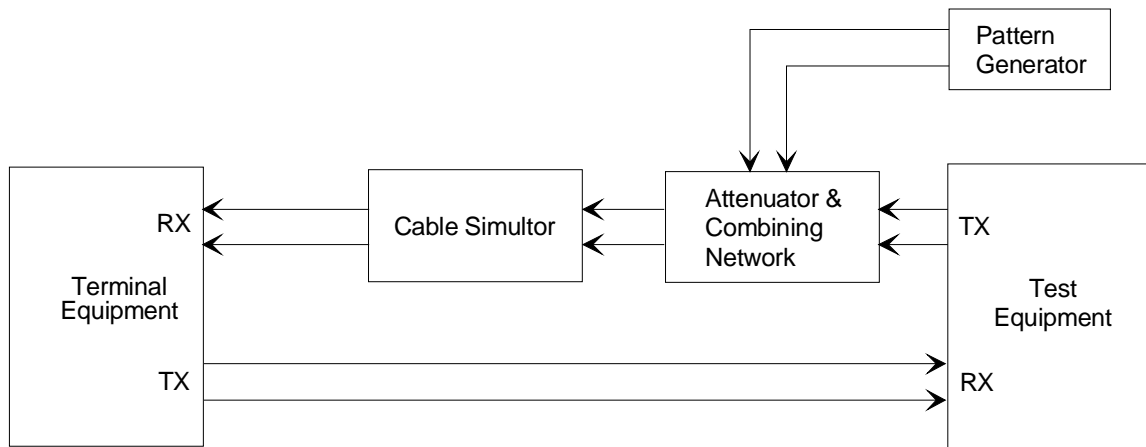 Pattern
Generator
RX
Cable Simultor
Attenuator &
Combining
Network
TX
Terminal
Equipment
Test
Equipment
TX
RX